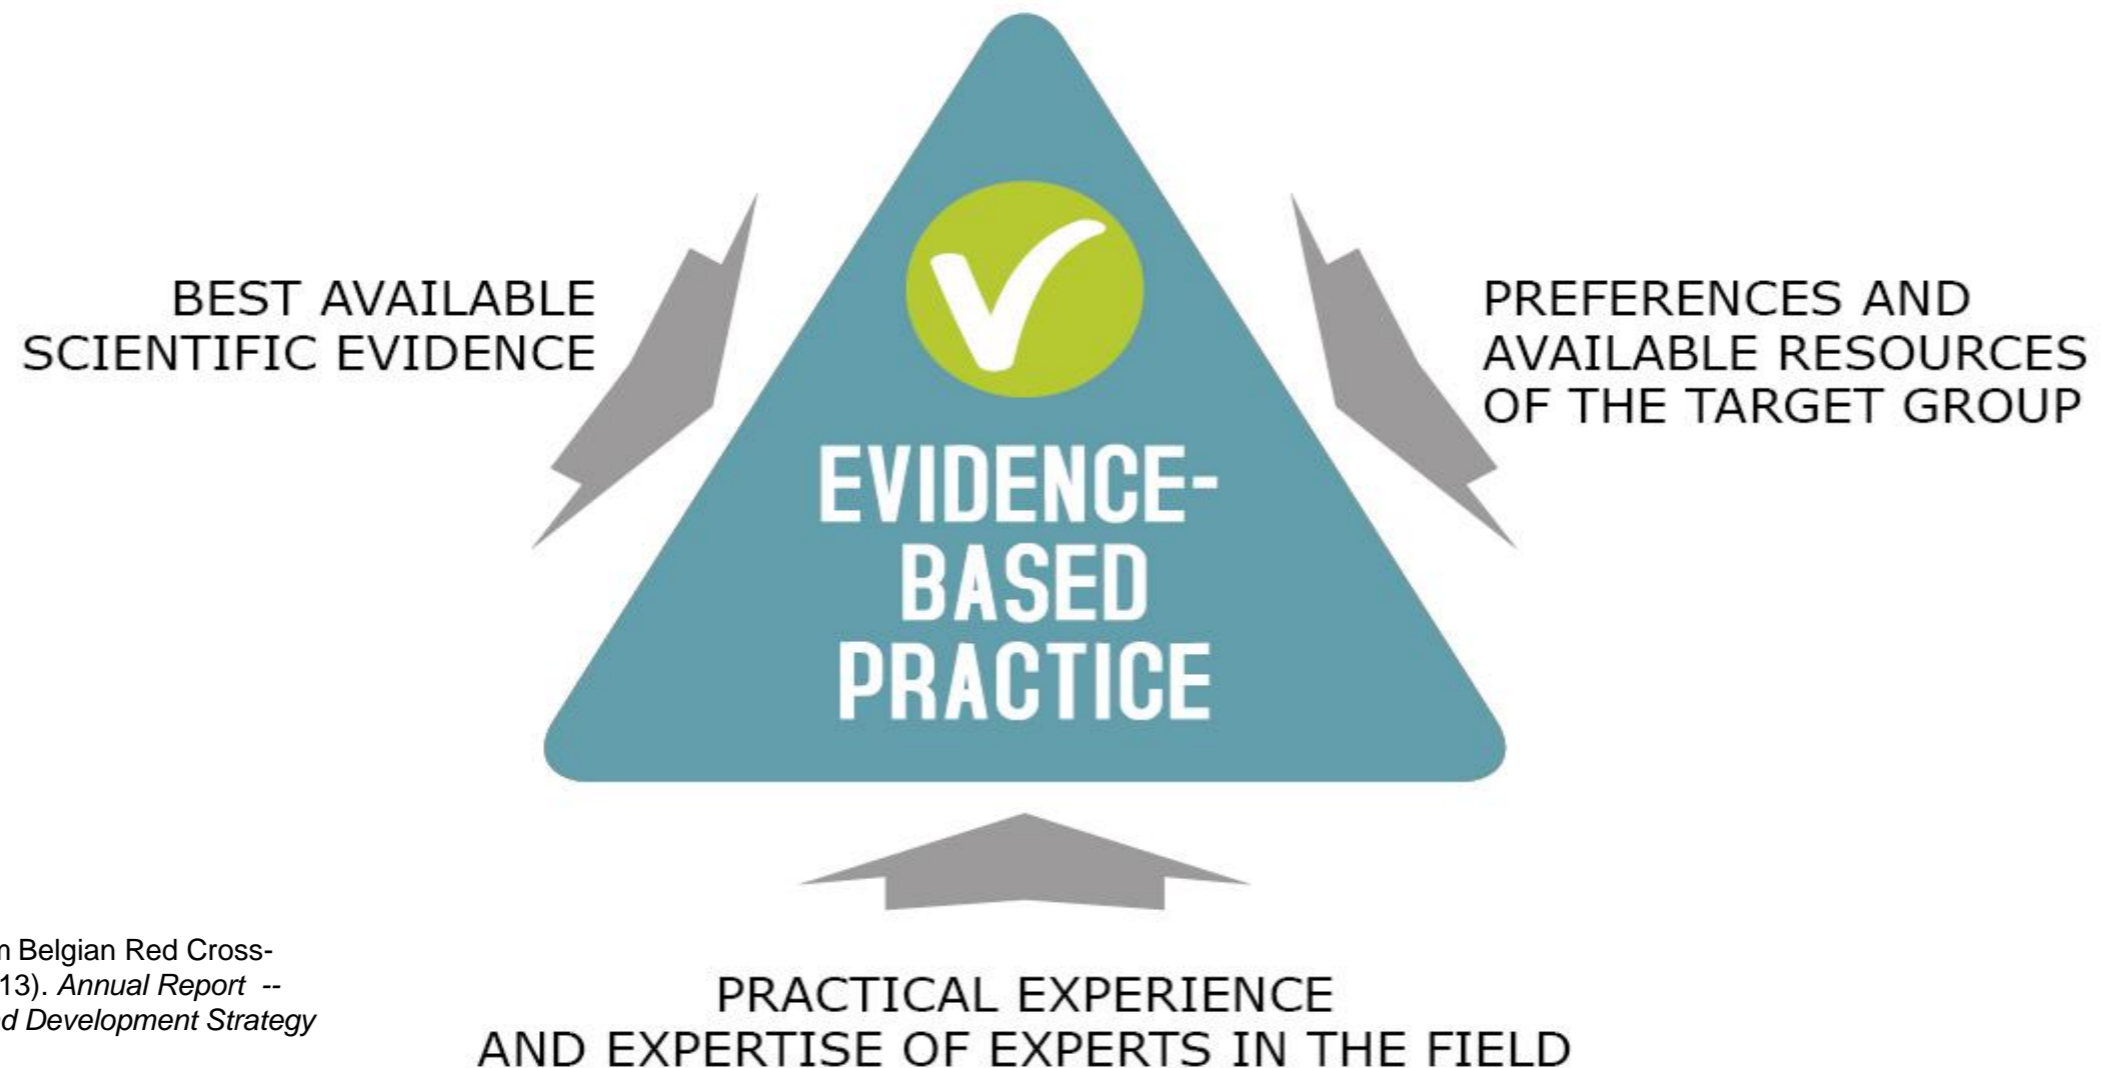 BEST AVAILABLE
SCIENTIFIC EVIDENCE
PREFERENCES AND
AVAILABLE RESOURCES
OF THE TARGET GROUP
EVIDENCE-
BASED
PRACTICE
PRACTICAL EXPERIENCE
AND EXPERTISE OF EXPERTS IN THE FIELD
Belgian Red Cross-
13). Annual Report --
Development Strategy